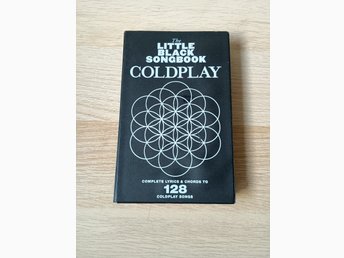 The
LITTLE
BLACK
SONGBOOK
COLDPLAY
COMPLETE LYRICS & CHORDS TO
128
COLDPLAY SONGS